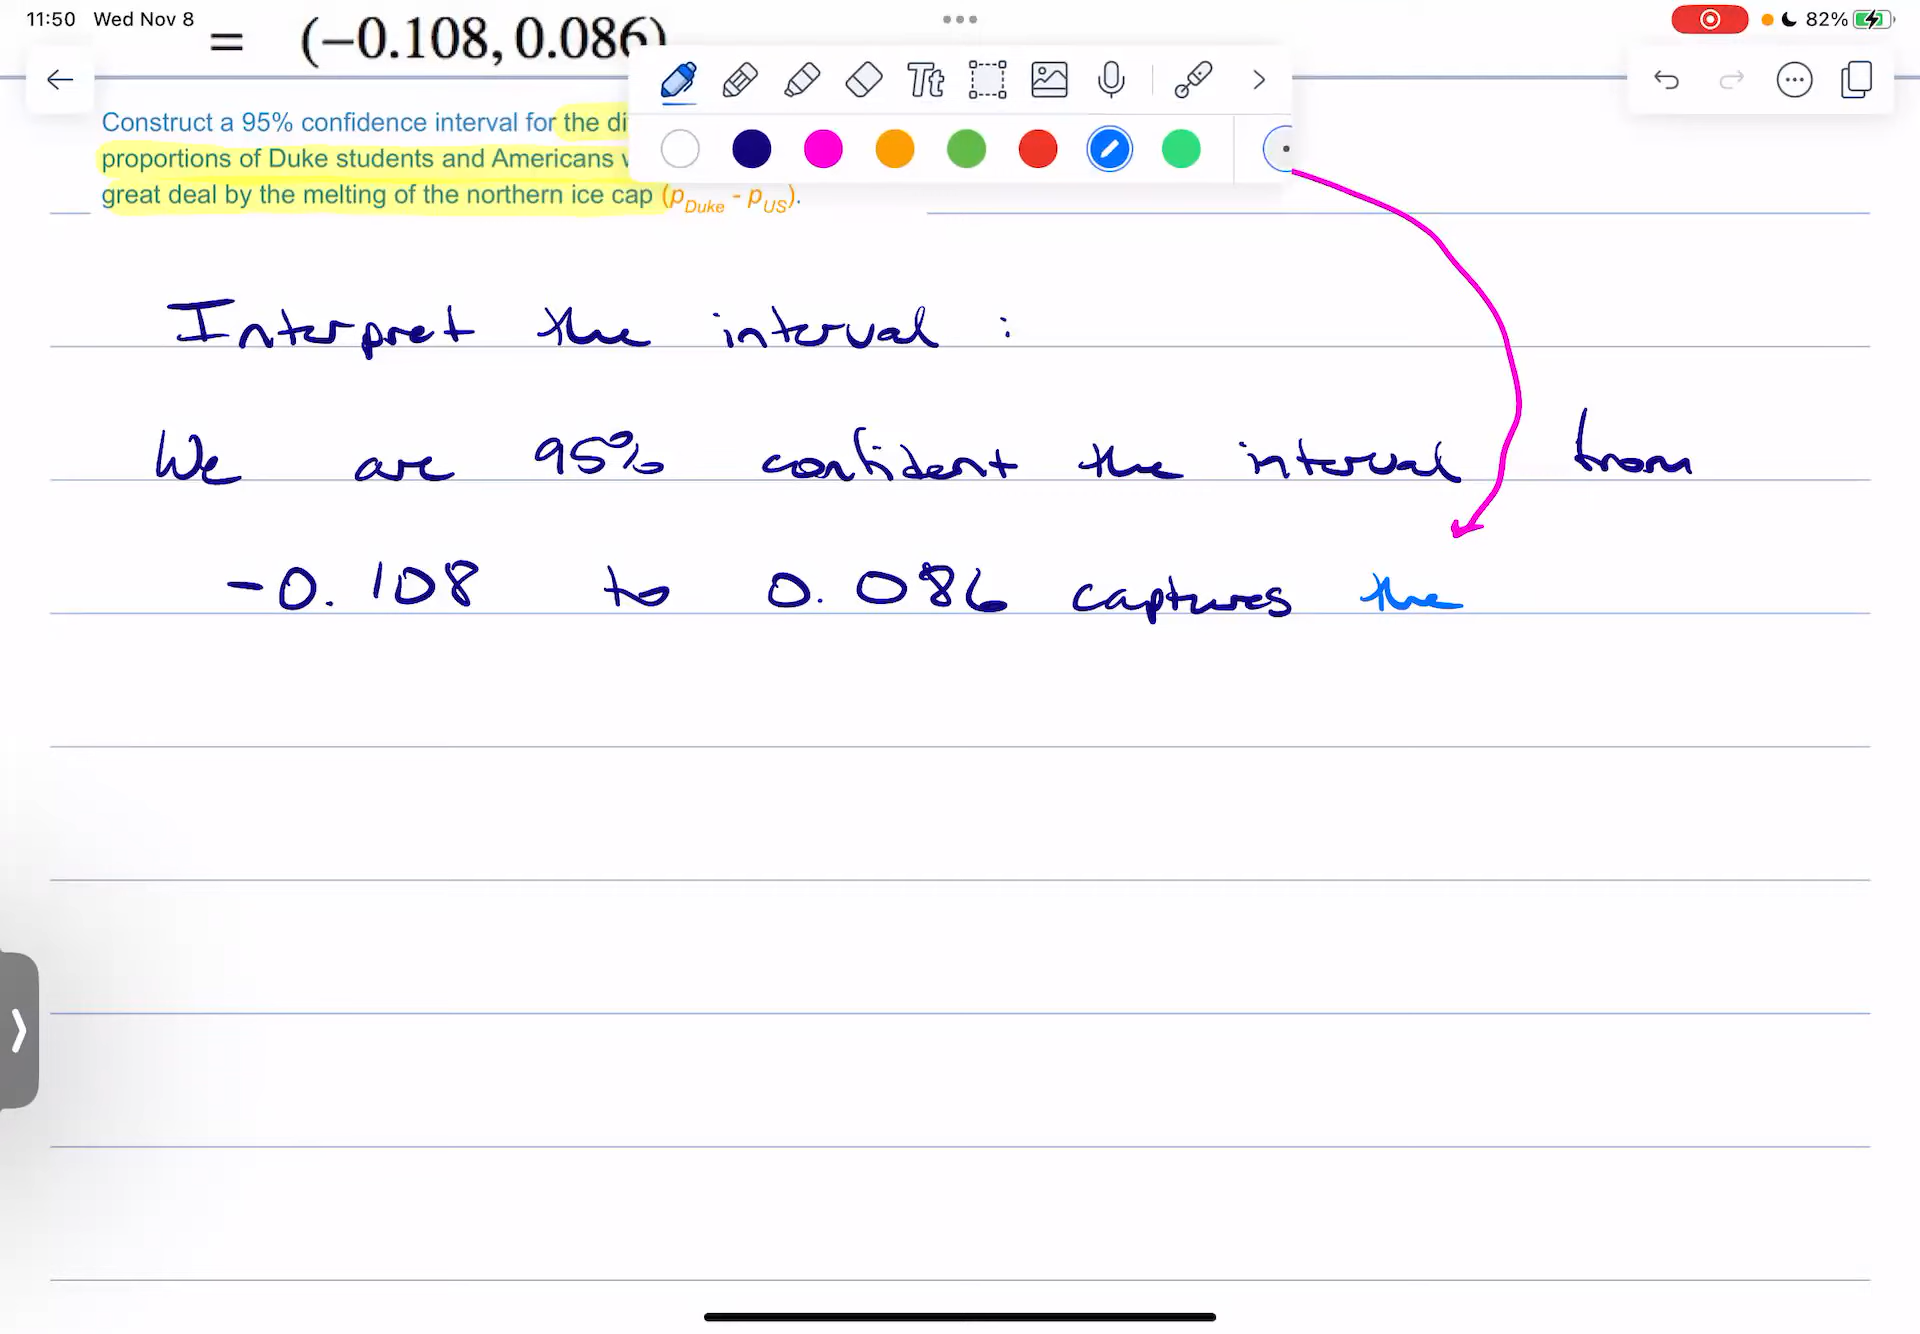 11:50 Wed Nov 8
82%
= (−0.108, 0.086)
Tt
Construct a 95% confidence interval for the di
proportions of Duke students and Americans
great deal by the melting of the northern ice cap (pDuke - pUS).
Interpret the interval :
We are 95% confident the interval from
-0.108 to 0.086 captures the